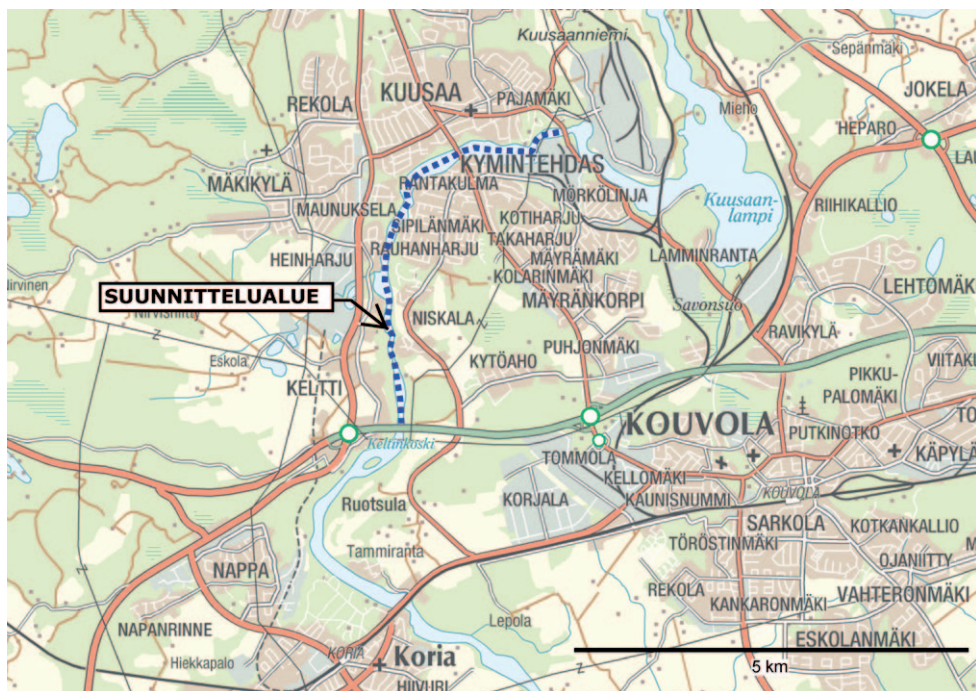 Kuusaanniemi
Sepänmäki
JOKELA
KUUSAA
PAJAMÄKI
Mieho
REKOLA
HEPARO
KYMINTEHDAS
MÄKIKYLÄ
RANTAKULMA
MÖRKÖLINJA
Kuusaan-
lampi
MAUNUKSELA
SIPILÄNMÄKI
KOTIHARJU
RIIHIKALLIO
RAUHANHARJU
TAKAHARJU
HEINHARJU
MÄYRÄMÄKI
LAMMINRANTA
KOLARINMÄKI
LEHTOMÄK
SUUNNITTELUALUE
MÄYRÄNKORPI
Savonsuo
NISKALA
RAVIKYLÄ
PUHJONMÄKI
Eskola
KYTÖAHO
VIITAK
KELTTI
PIKKU-
PALOMÄKI
KOUVOLA
PUTKINOTKO
Keltinkoski
TOMMOLA
KÄPYLÄ
KELLOMÄKI
Ruotsula
KORJALA
KAUNISNUMMI
KOUVOLA
SARKOLA
KOTKANKALLIO
Tammiranta
TÖRÖSTINMÄKI
NAPPA
OJANIITTY
REKOLA
VAHTERONMÄKI
KANKARONMÄKI
NAPANRINNE
Lepola
ESKOLANMÄKI
Hiekkapalo
KORIA
Koria
5 km
HIIVURI